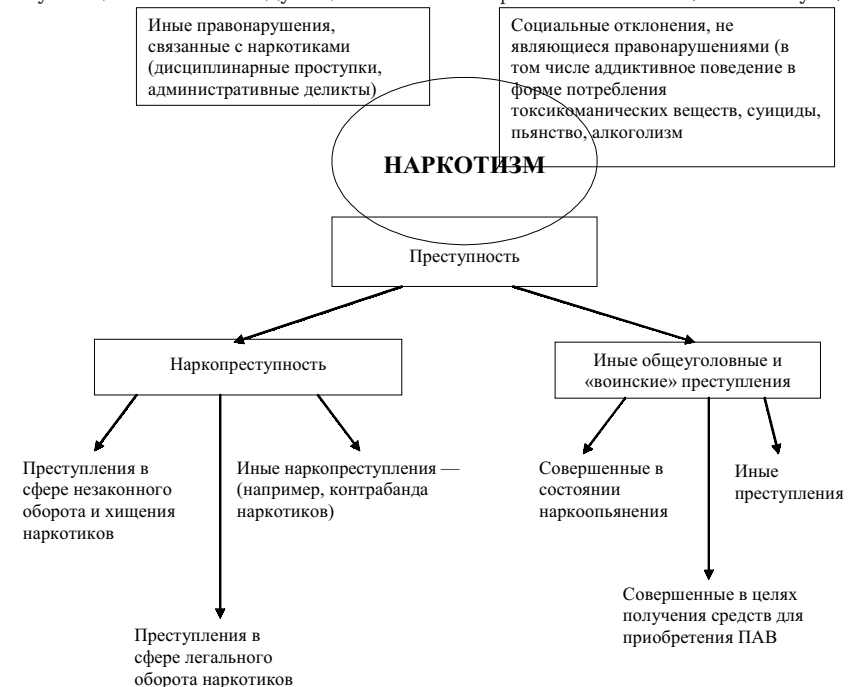 Иные правонарушения,
связанные с наркотиками
(дисциплинарные проступки,
административные деликты)
Социальные отклонения, не
являющиеся правонарушениями (в
том числе аддиктивное поведение в
форме потребления
токсикоманических веществ, суициды,
пьянство, алкоголизм
НАРКОТИЗМ
Преступность
Наркопреступность
Иные общеуголовные и
«воинские» преступления
Преступления в
сфере незаконного
оборота и хищения
наркотиков
Иные наркопреступления —
(например, контрабанда
наркотиков)
Совершенные в
состоянии
наркоопьянения
Иные
преступления
Преступления в
сфере легального
оборота наркотиков
Совершенные в целях
получения средств для
приобретения ПАВ